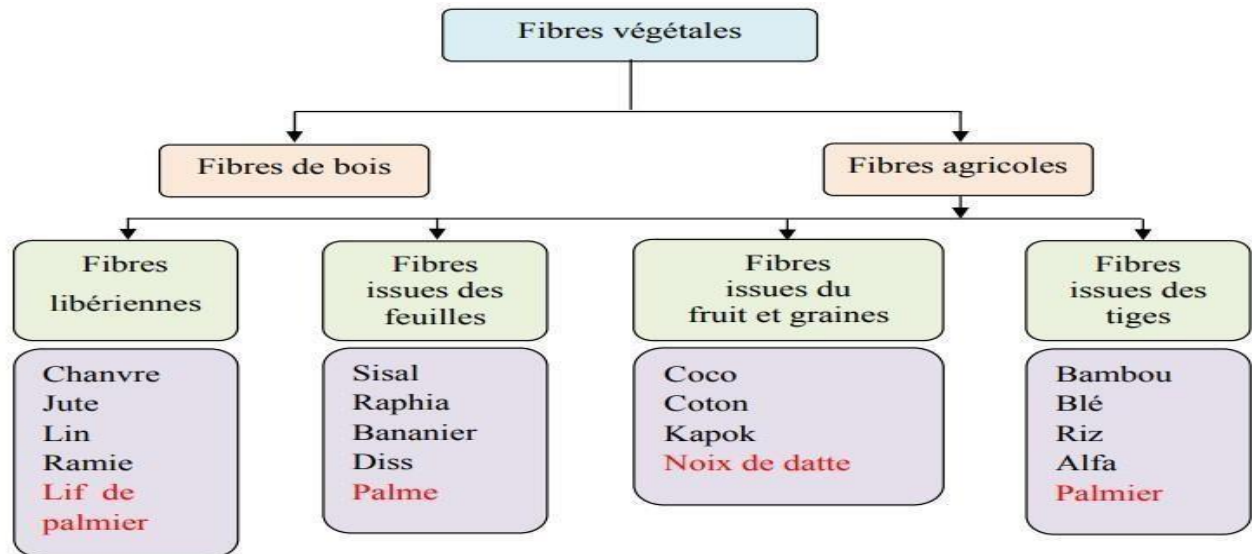 Fibres végétales
Fibres de bois
Fibres agricoles
Fibres
libériennes
Fibres
issues des
feuilles
Fibres
issues du
fruit et graines
Fibres
issues des
tiges
Chanvre
Jute
Lin
Ramie
Lif de
palmier
Sisal
Raphia
Bananier
Diss
Palme
Coco
Coton
Kapok
Noix de datte
Bambou
Blé
Riz
Alfa
Palmier